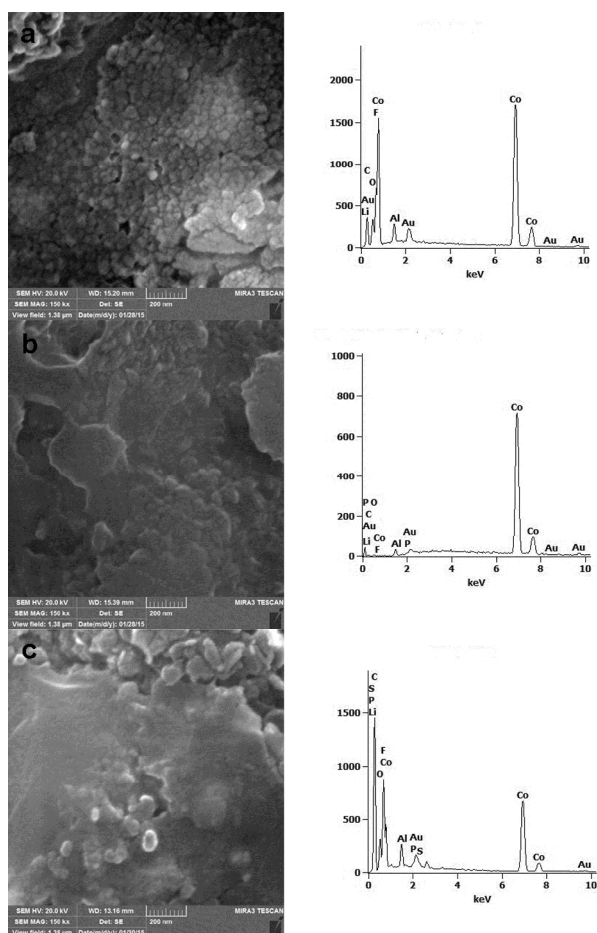 a
SEM HV: 20.0 kV WD: 15.20 mm MIRA3 TESCAN
SEM MAG: 150 kx Det: SE 200 nm
View field: 1.38 µm Date(m/d/y): 01/28/15
2000
1500
1000
500
0
Co
F
C
O
Au
Li
Al
Au
Co
Co
Au
Au
0 2 4 6 8 10
keV
b
SEM HV: 20.0 kV WD: 15.39 mm MIRA3 TESCAN
SEM MAG: 150 kx Det: SE 200 nm
View field: 1.38 µm Date(m/d/y): 01/28/15
1000
800
600
400
200
0
P O
C
Au
Li
Co
F
Al
Au
P
Co
Co
Au
Au
0 2 4 6 8 10
keV
c
SEM HV: 20.0 kV WD: 13.16 mm MIRA3 TESCAN
SEM MAG: 150 kx Det: SE 200 nm
1500
1000
500
0
C
S
P
Li
F
Co
O
Al
Au
P S
Co
Co
Au
0 2 4 6 8 10
keV